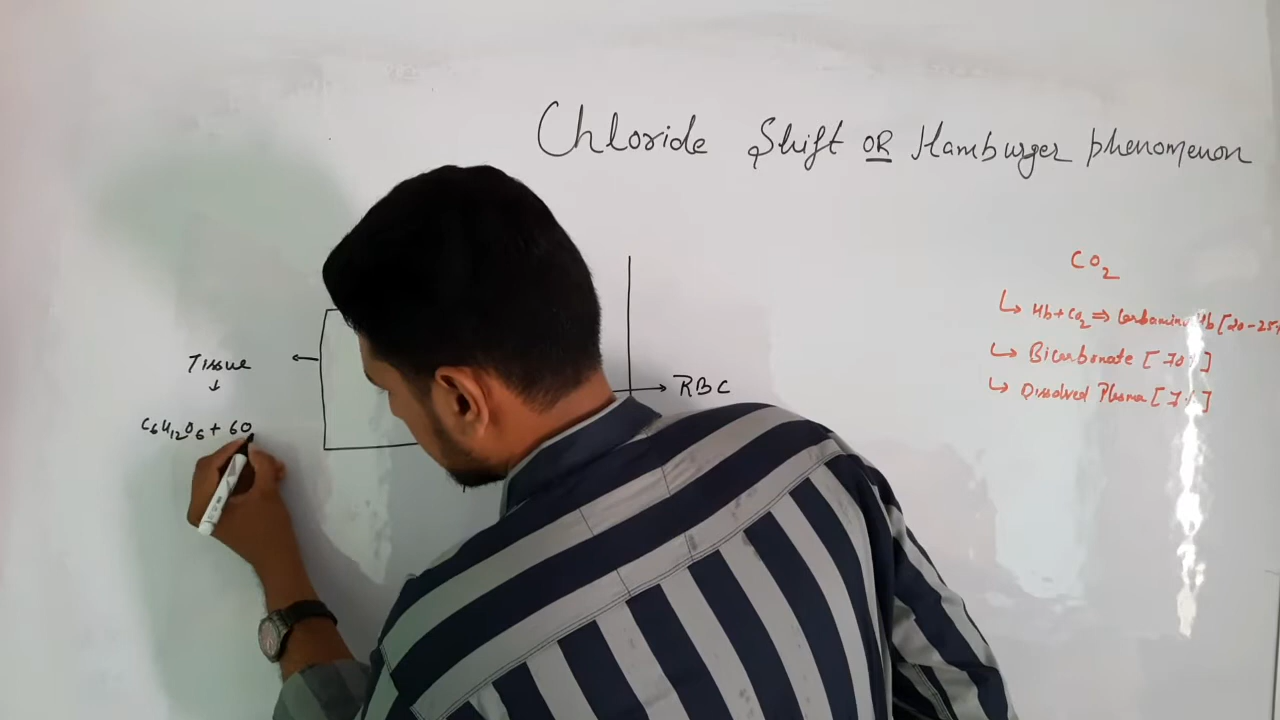 Chloride Shift OR Hamburger phenomenon
CO2
↳ Hb+CO2 ⇒ Carbamino Hb [20-25%
↳ Bicarbonate [70%]
↳ Dissolved Plasma [7%]
Tissue
↓
C6H12O6 + 6O
← → RBC